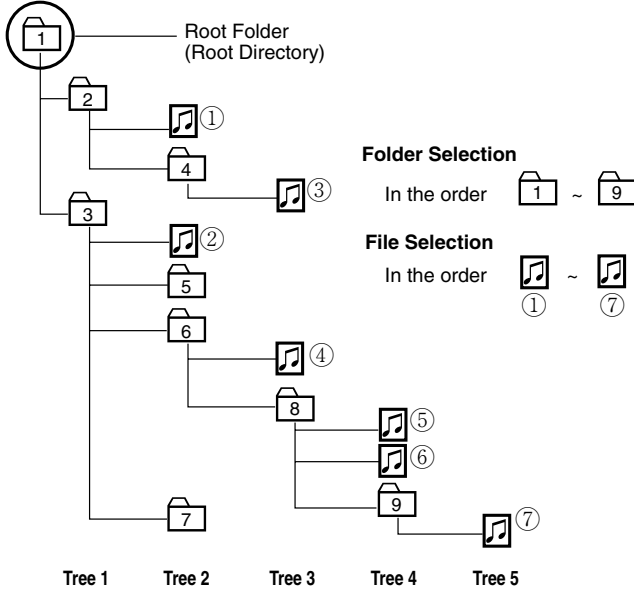 1
Root Folder
(Root Directory)
2
①
4
③
3
②
5
6
④
8
⑤
⑥
9
⑦
7
Tree 1 Tree 2 Tree 3 Tree 4 Tree 5
Folder Selection
In the order 1 ~ 9
File Selection
In the order ~
① ⑦